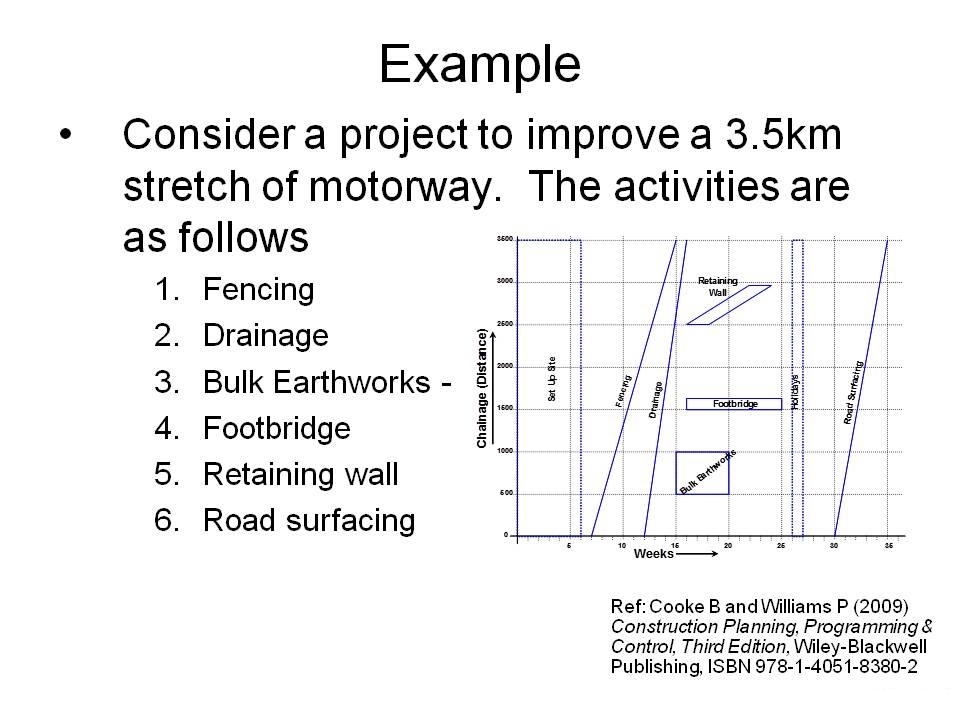 Example
• Consider a project to improve a 3.5km
stretch of motorway. The activities are
as follows
1. Fencing
2. Drainage
3. Bulk Earthworks -
4. Footbridge
5. Retaining wall
6. Road surfacing
Chainage (Distance)
3500
3000
2500
2000
1500
1000
500
0
Set Up Site
Fencing
Drainage
Retaining
Wall
Footbridge
Bulk Earthworks
Holidays
Road Surfacing
5 10 15 20 25 30 35
Weeks
Ref: Cooke B and Williams P (2009)
Construction Planning, Programming &
Control, Third Edition, Wiley-Blackwell
Publishing, ISBN 978-1-4051-8380-2